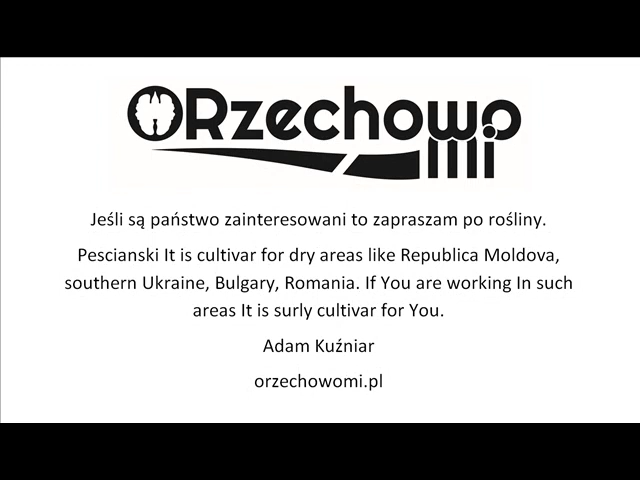 ORzechowo
mi
Jeśli są państwo zainteresowani to zapraszam po rośliny.
Pescianski It is cultivar for dry areas like Republica Moldova,
southern Ukraine, Bulgary, Romania. If You are working In such
areas It is surly cultivar for You.
Adam Kuźniar
orzechowomi.pl